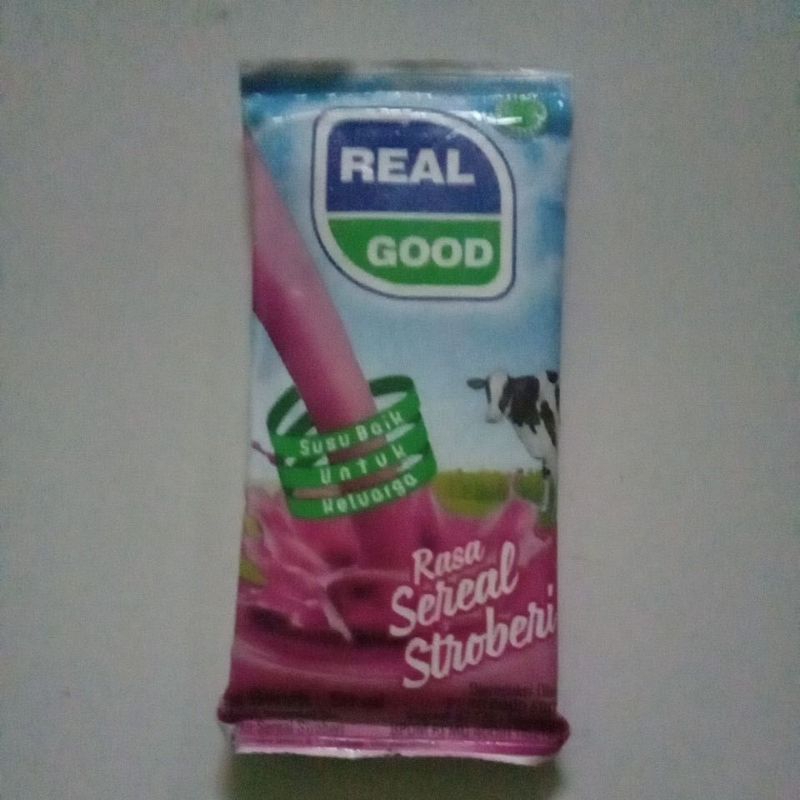 REAL
GOOD
Susu Baik
Untuk
Keluarga
Rasa
Sereal
Stroberi